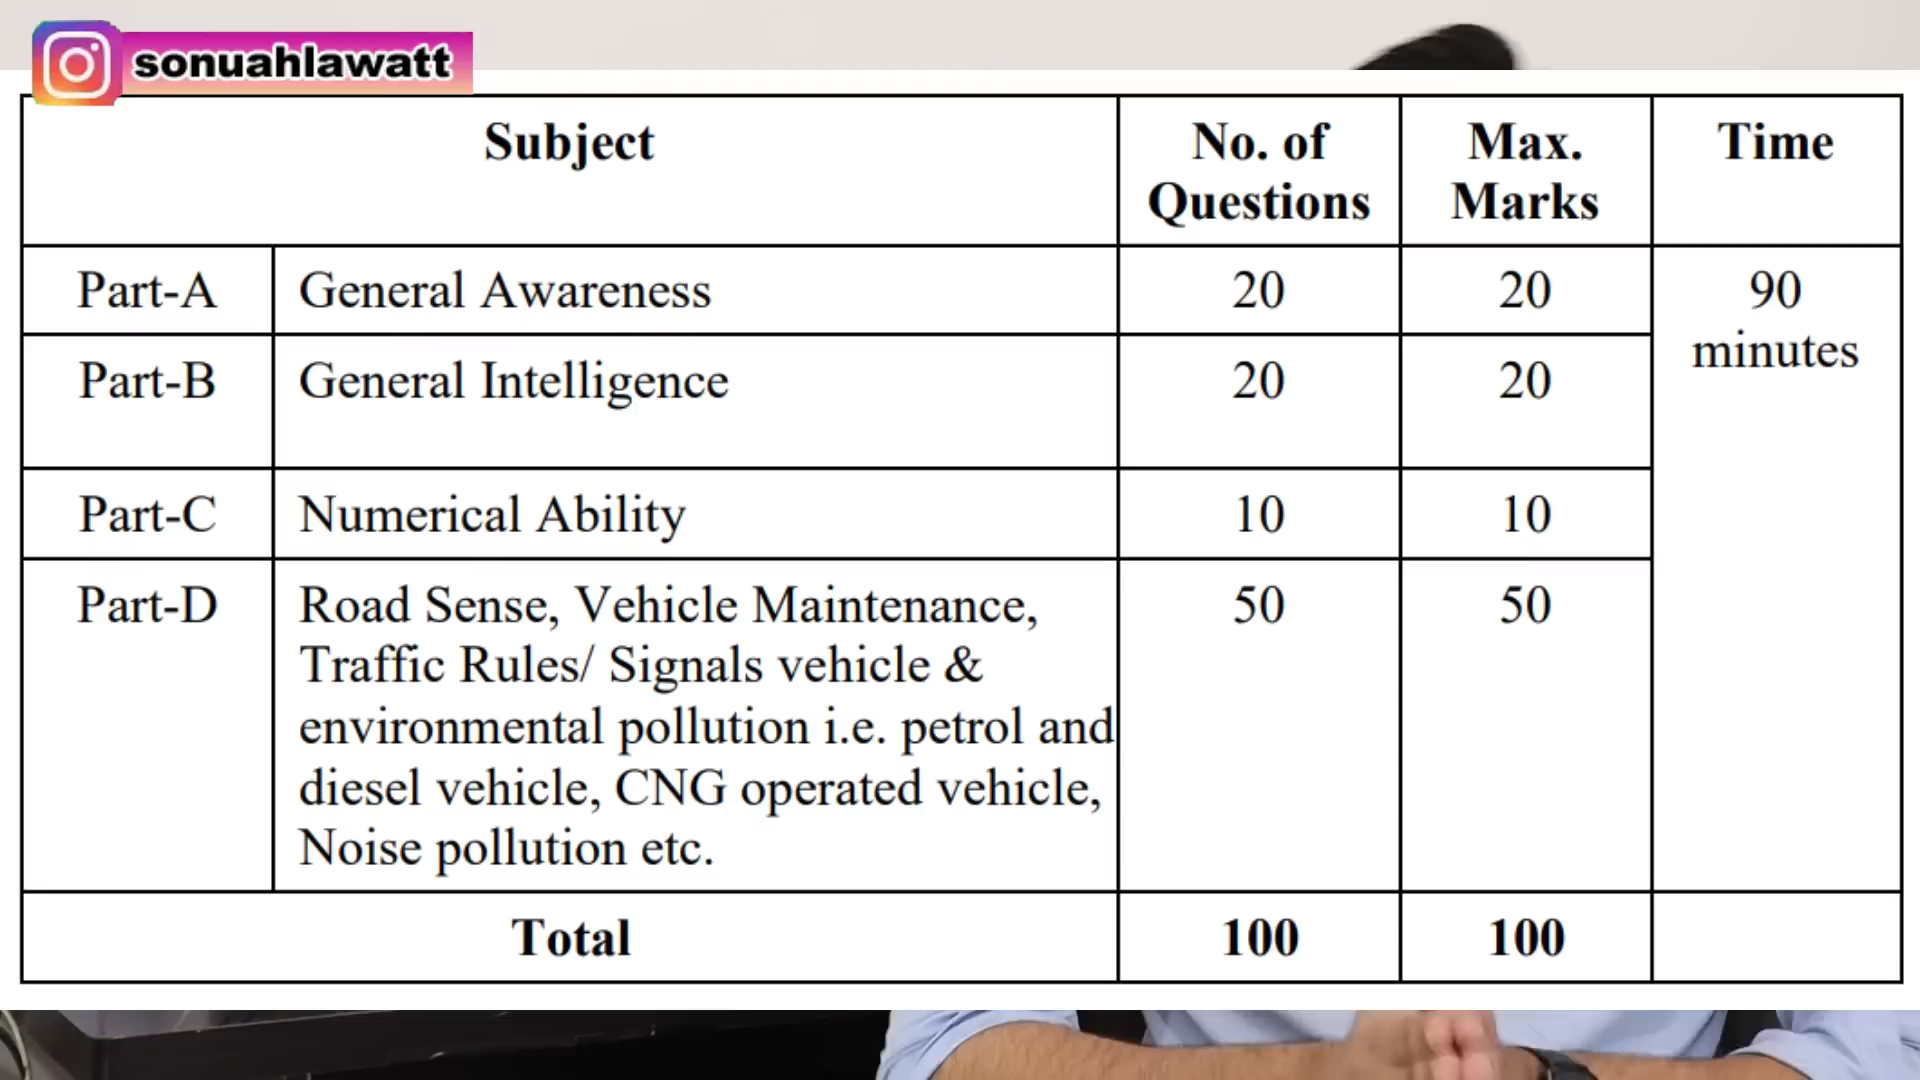 sonuahlawatt
Subject
No. of
Questions
Max.
Marks
Time
Part-A
General Awareness
20
20
90
minutes
Part-B
General Intelligence
20
20
Part-C
Numerical Ability
10
10
Part-D
Road Sense, Vehicle Maintenance,
Traffic Rules/ Signals vehicle &
environmental pollution i.e. petrol and
diesel vehicle, CNG operated vehicle,
Noise pollution etc.
50
50
Total
100
100